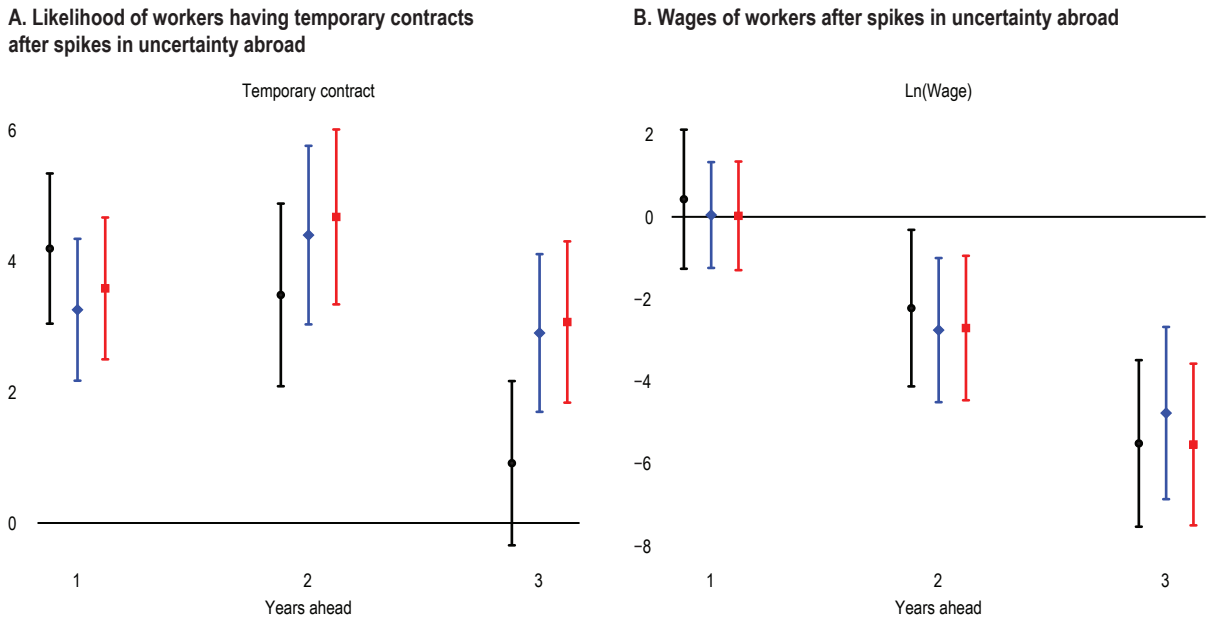 A. Likelihood of workers having temporary contracts
after spikes in uncertainty abroad
Temporary contract
6
4
2
0
1
2
3
Years ahead
B. Wages of workers after spikes in uncertainty abroad
Ln(Wage)
2
0
−2
−4
−6
−8
1
2
3
Years ahead